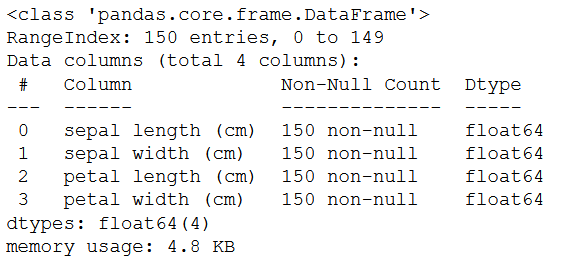 <class 'pandas.core.frame.DataFrame'>
RangeIndex: 150 entries, 0 to 149
Data columns (total 4 columns):
 #   Column             Non-Null Count  Dtype
---  ------             --------------  -----
 0   sepal length (cm)  150 non-null    float64
 1   sepal width (cm)   150 non-null    float64
 2   petal length (cm)  150 non-null    float64
 3   petal width (cm)   150 non-null    float64
dtypes: float64(4)
memory usage: 4.8 KB